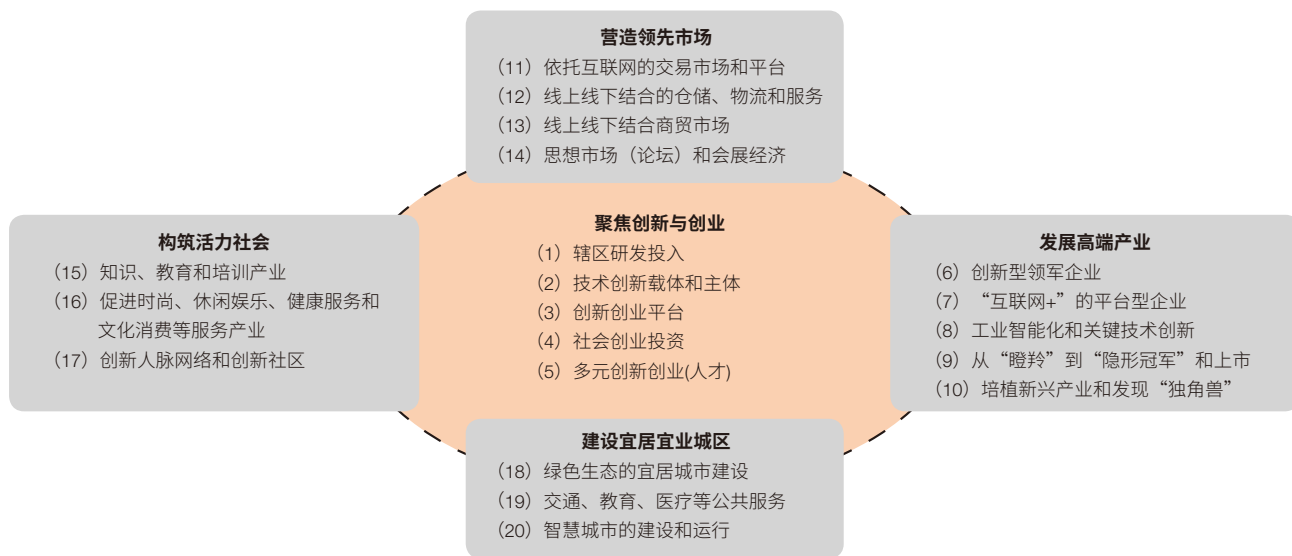 营造领先市场
（11）依托互联网的交易市场和平台
（12）线上线下结合的仓储、物流和服务
（13）线上线下结合商贸市场
（14）思想市场（论坛）和会展经济
构筑活力社会
（15）知识、教育和培训产业
（16）促进时尚、休闲娱乐、健康服务和
文化消费等服务产业
（17）创新人脉网络和创新社区
聚焦创新与创业
（1）辖区研发投入
（2）技术创新载体和主体
（3）创新创业平台
（4）社会创业投资
（5）多元创新创业(人才)
发展高端产业
（6）创新型领军企业
（7）“互联网+”的平台型企业
（8）工业智能化和关键技术创新
（9）从“瞪羚”到“隐形冠军”和上市
（10）培植新兴产业和发现“独角兽”
建设宜居宜业城区
（18）绿色生态的宜居城市建设
（19）交通、教育、医疗等公共服务
（20）智慧城市的建设和运行